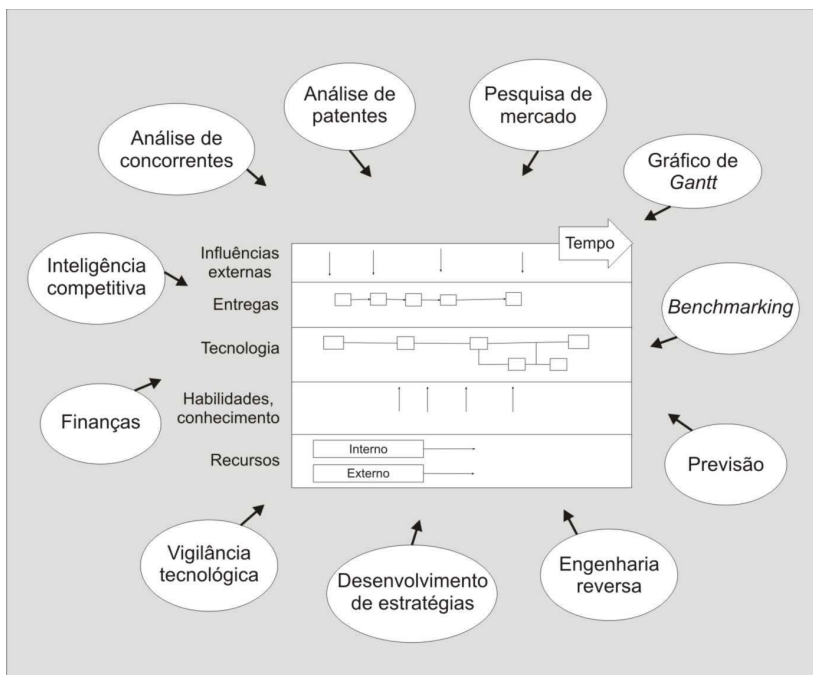 Análise de
patentes
Pesquisa de
mercado
Análise de
concorrentes
Gráfico de
Gantt
Tempo
Influências
externas
Inteligência
competitiva
Entregas
Benchmarking
Tecnologia
Habilidades,
conhecimento
Finanças
Recursos
Interno
Externo
Previsão
Vigilância
tecnológica
Desenvolvimento
de estratégias
Engenharia
reversa